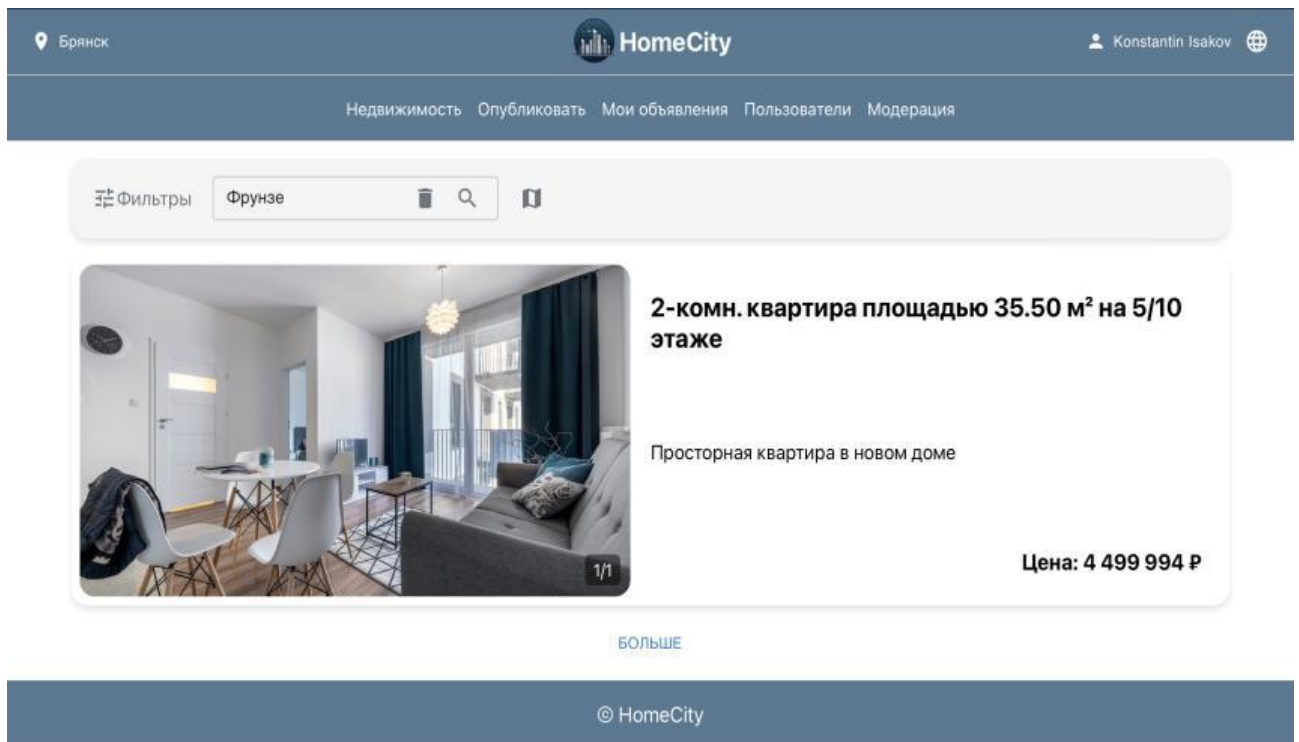 Брянск
HomeCity
Konstantin Isakov
Недвижимость Опубликовать Мои объявления Пользователи Модерация
Фильтры
Фрунзе
2-комн. квартира площадью 35.50 м² на 5/10
этаже
Просторная квартира в новом доме
1/1
Цена: 4 499 994 ₽
БОЛЬШЕ
© HomeCity